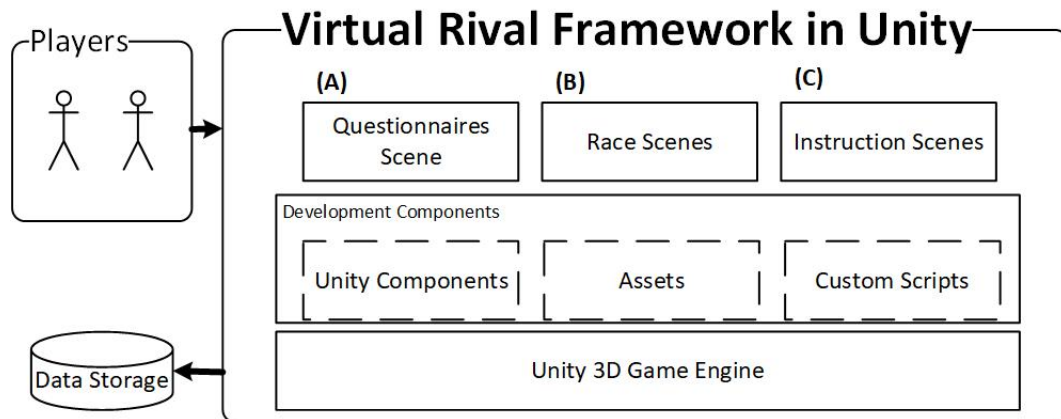 Players
Virtual Rival Framework in Unity
(A)
(B)
(C)
Questionnaires
Scene
Race Scenes
Instruction Scenes
Development Components
Unity Components
Assets
Custom Scripts
Data Storage
Unity 3D Game Engine